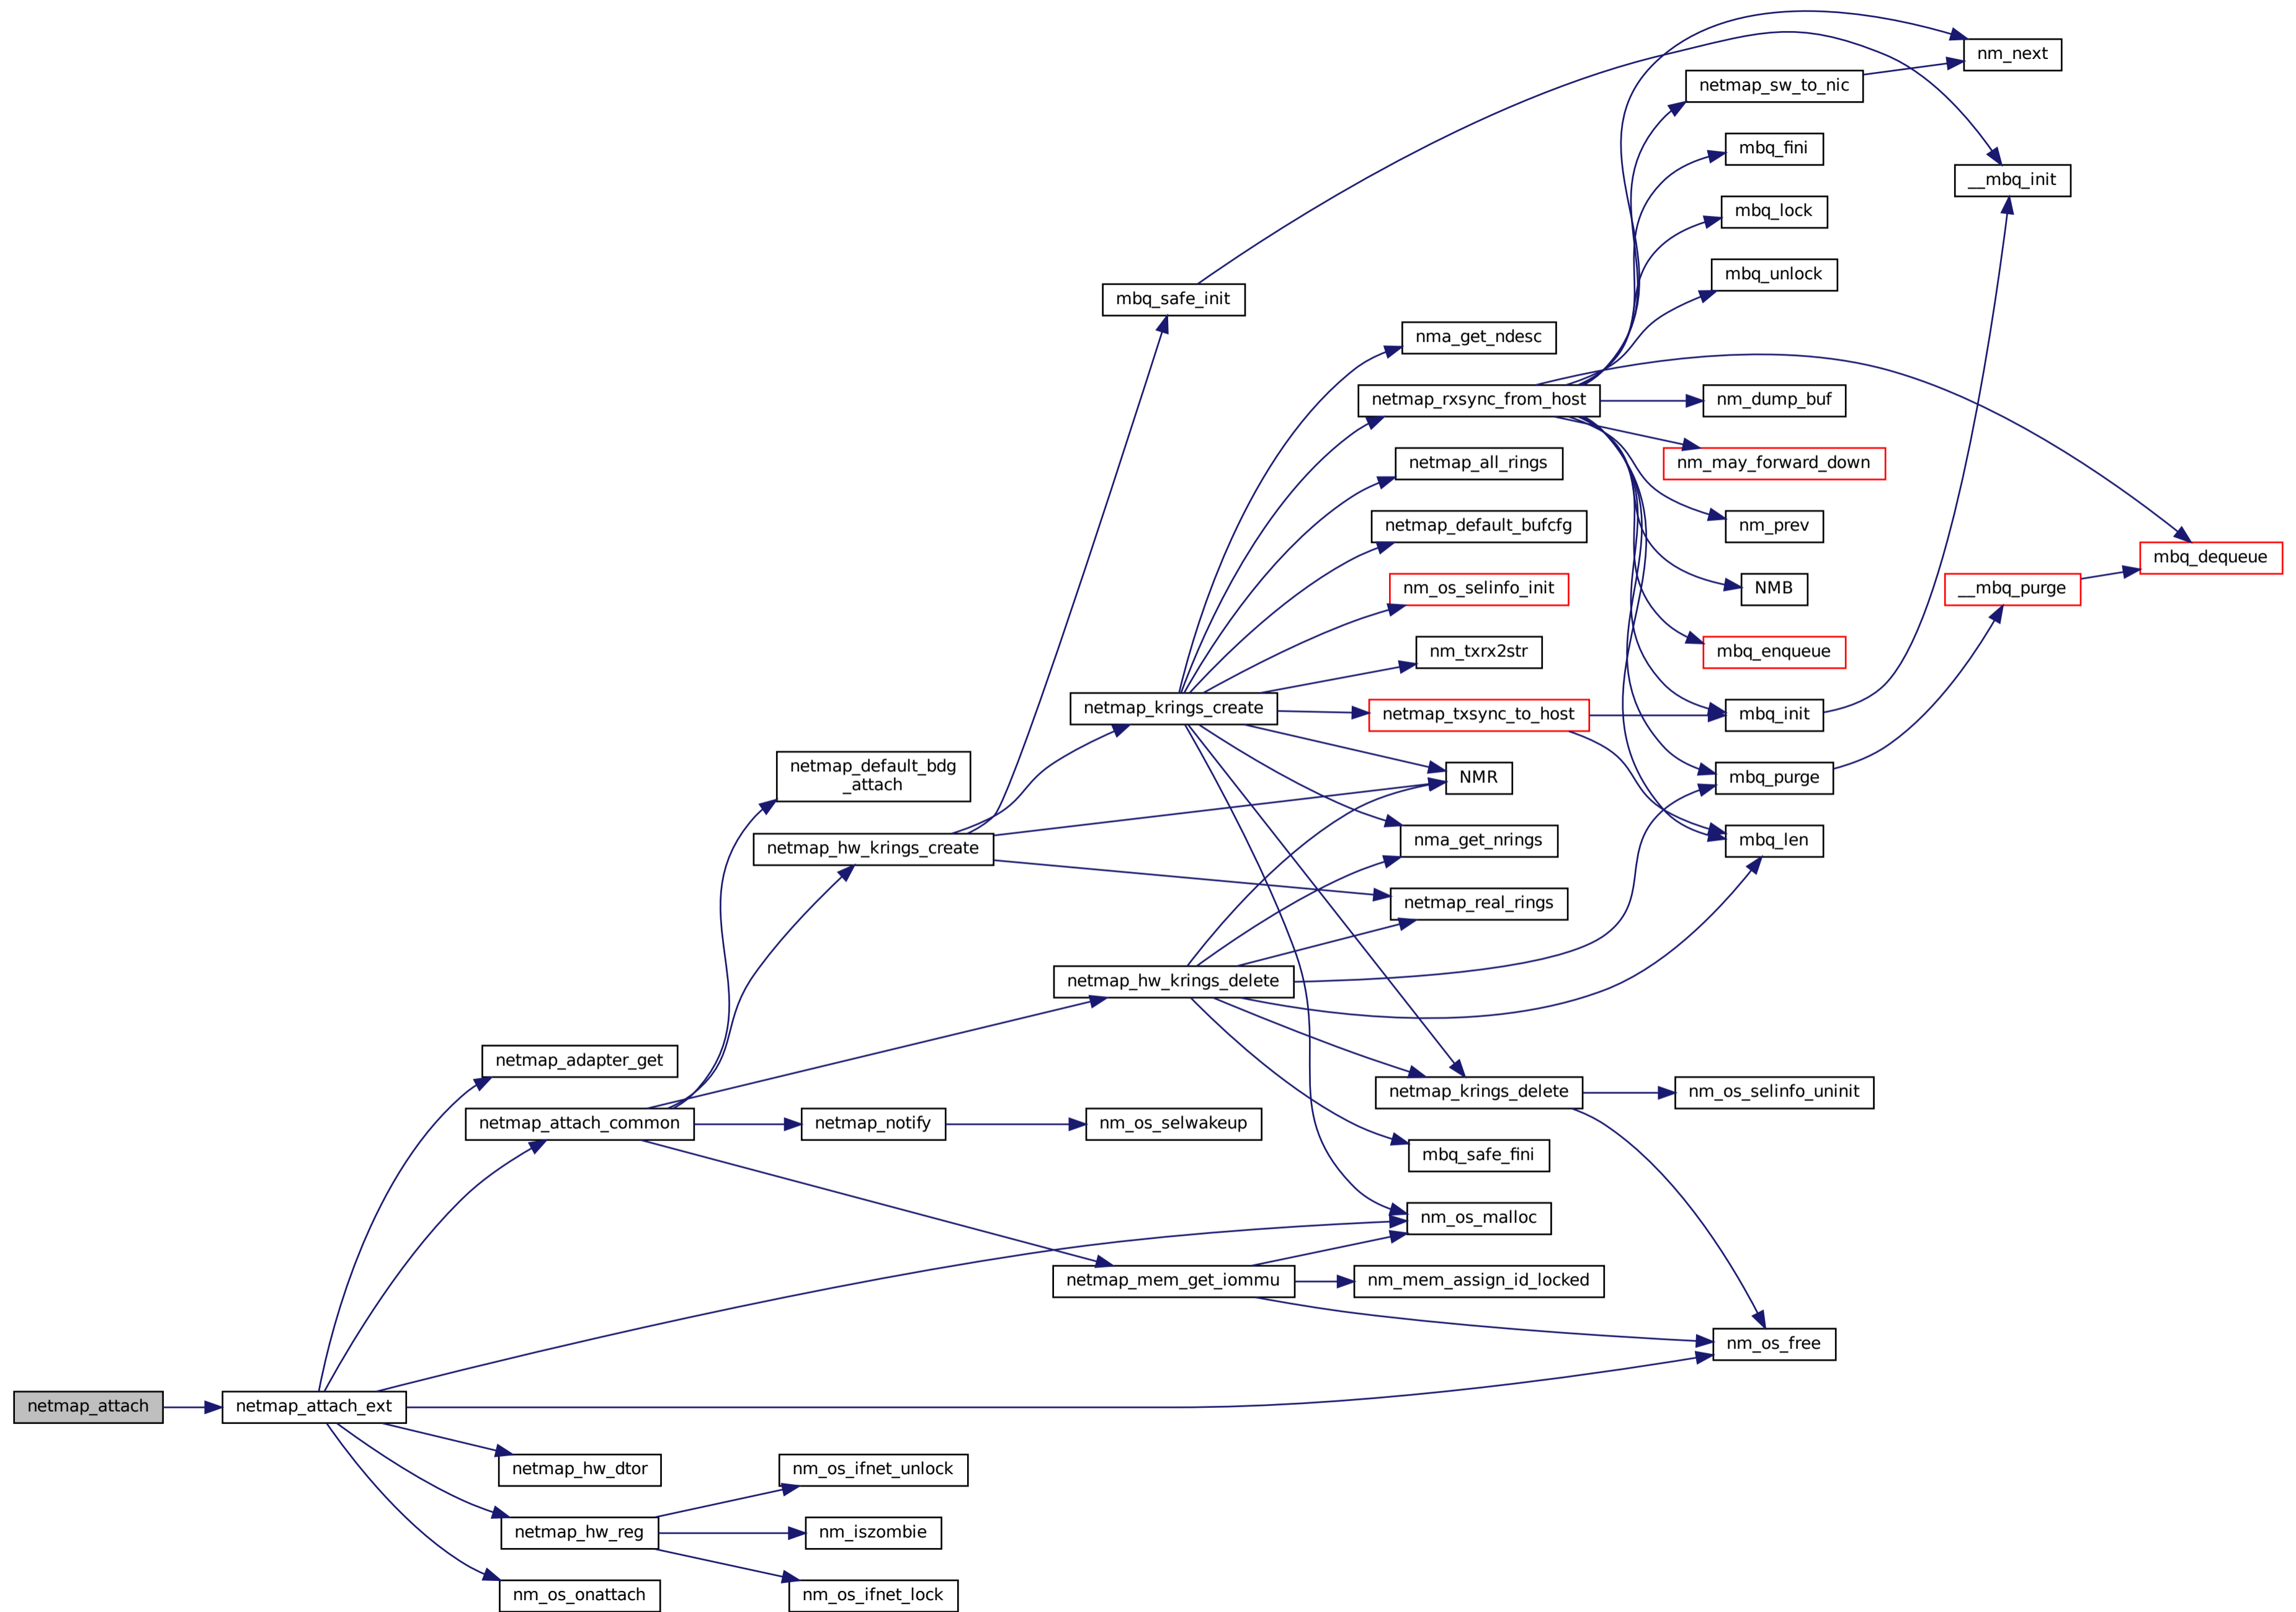 nm_next
netmap_sw_to_nic
mbq_fini
__mbq_init
mbq_lock
mbq_unlock
mbq_safe_init
nma_get_ndesc
netmap_rxsync_from_host
nm_dump_buf
netmap_all_rings
nm_may_forward_down
netmap_default_bufcfg
nm_prev
mbq_dequeue
nm_os_selinfo_init
NMB
__mbq_purge
nm_txrx2str
mbq_enqueue
netmap_krings_create
netmap_txsync_to_host
mbq_init
netmap_default_bdg
_attach
NMR
mbq_purge
netmap_hw_krings_create
nma_get_nrings
mbq_len
netmap_real_rings
netmap_hw_krings_delete
netmap_adapter_get
netmap_krings_delete
nm_os_selinfo_uninit
netmap_attach_common
netmap_notify
nm_os_selwakeup
mbq_safe_fini
nm_os_malloc
netmap_mem_get_iommu
nm_mem_assign_id_locked
nm_os_free
netmap_attach
netmap_attach_ext
netmap_hw_dtor
nm_os_ifnet_unlock
netmap_hw_reg
nm_iszombie
nm_os_onattach
nm_os_ifnet_lock